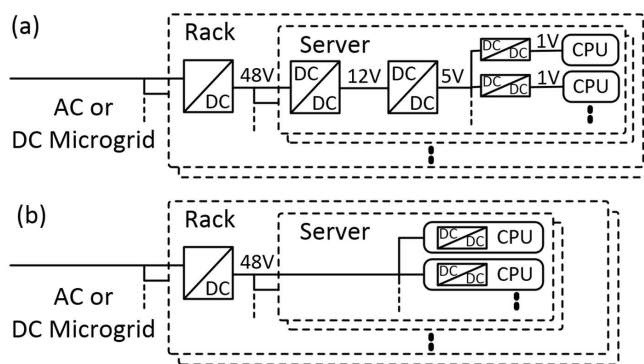 (a)
Rack
Server
48V
12V
5V
1V
1V
DC
DC
DC
DC
DC
DC
DC
DC
DC
CPU
CPU
AC or
DC Microgrid
(b)
Rack
Server
48V
DC
DC
DC
CPU
DC
DC
CPU
AC or
DC Microgrid